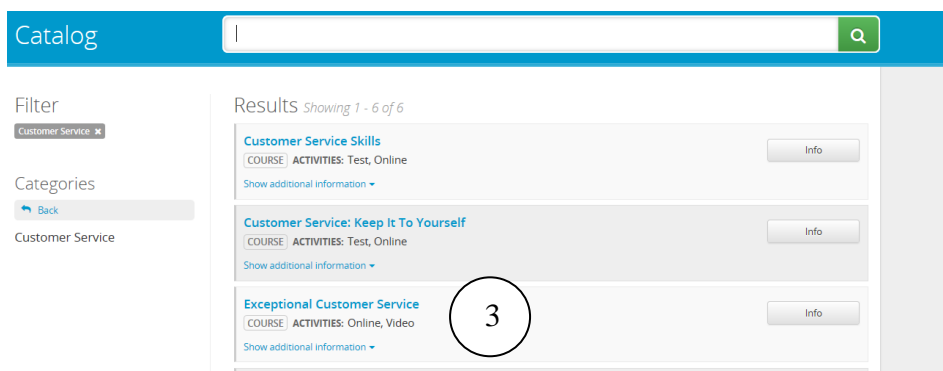 Catalog
Filter
Customer Service ×
Categories
Back
Customer Service
Results Showing 1 - 6 of 6
Customer Service Skills
COURSE ACTIVITIES: Test, Online
Show additional information
Info
Customer Service: Keep It To Yourself
COURSE ACTIVITIES: Test, Online
Show additional information
Info
Exceptional Customer Service
COURSE ACTIVITIES: Online, Video
Show additional information
3
Info